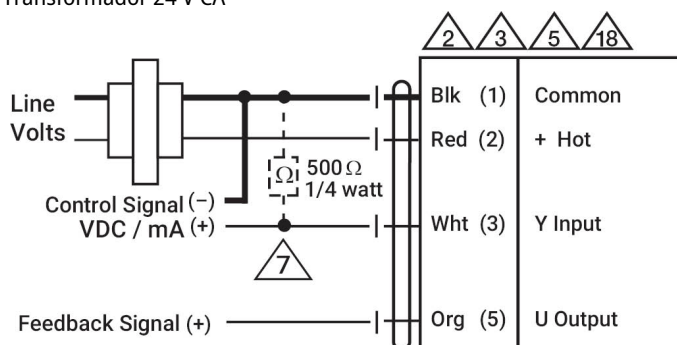 Transformador 24 V CA
2 3 5 18
Line
Volts
Blk (1) Common
Red (2) + Hot
Ω 500 Ω
1/4 watt
Control Signal (−)
VDC / mA (+)
Wht (3) Y Input
7
Feedback Signal (+)
Org (5) U Output